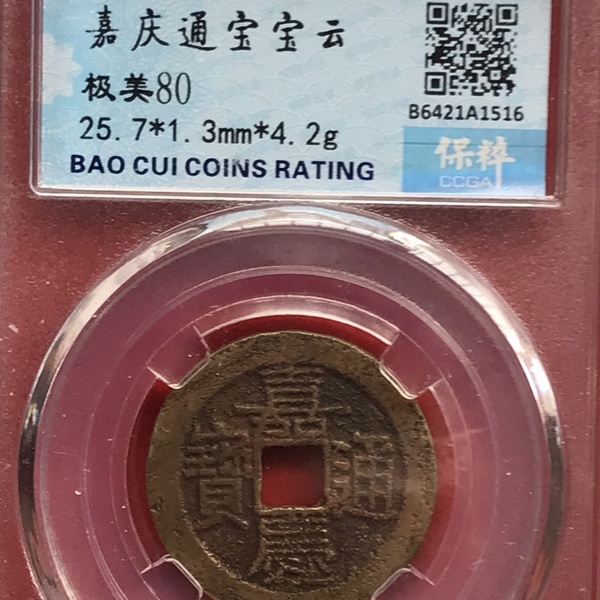 嘉庆通宝宝云
极美80
25.7*1.3mm*4.2g
BAO CUI COINS RATING
B6421A1516
保粹
CCGA
嘉慶通寶